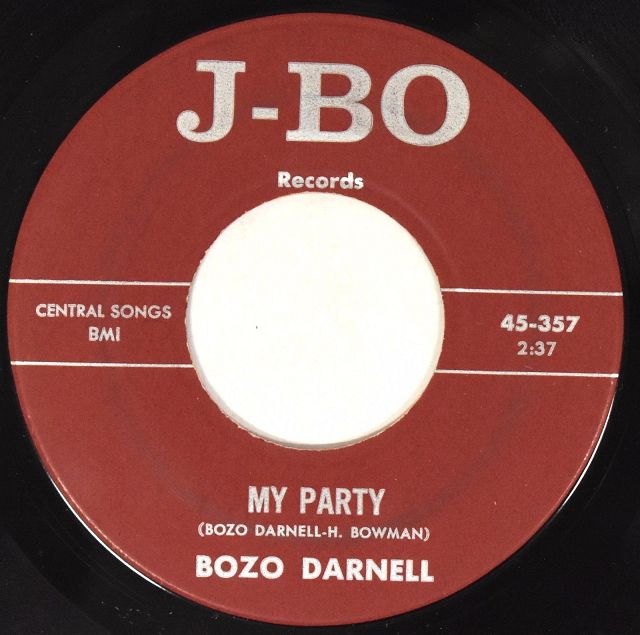 J-BO
Records
CENTRAL SONGS
BMI
45-357
2:37
MY PARTY
(BOZO DARNELL-H. BOWMAN)
BOZO DARNELL